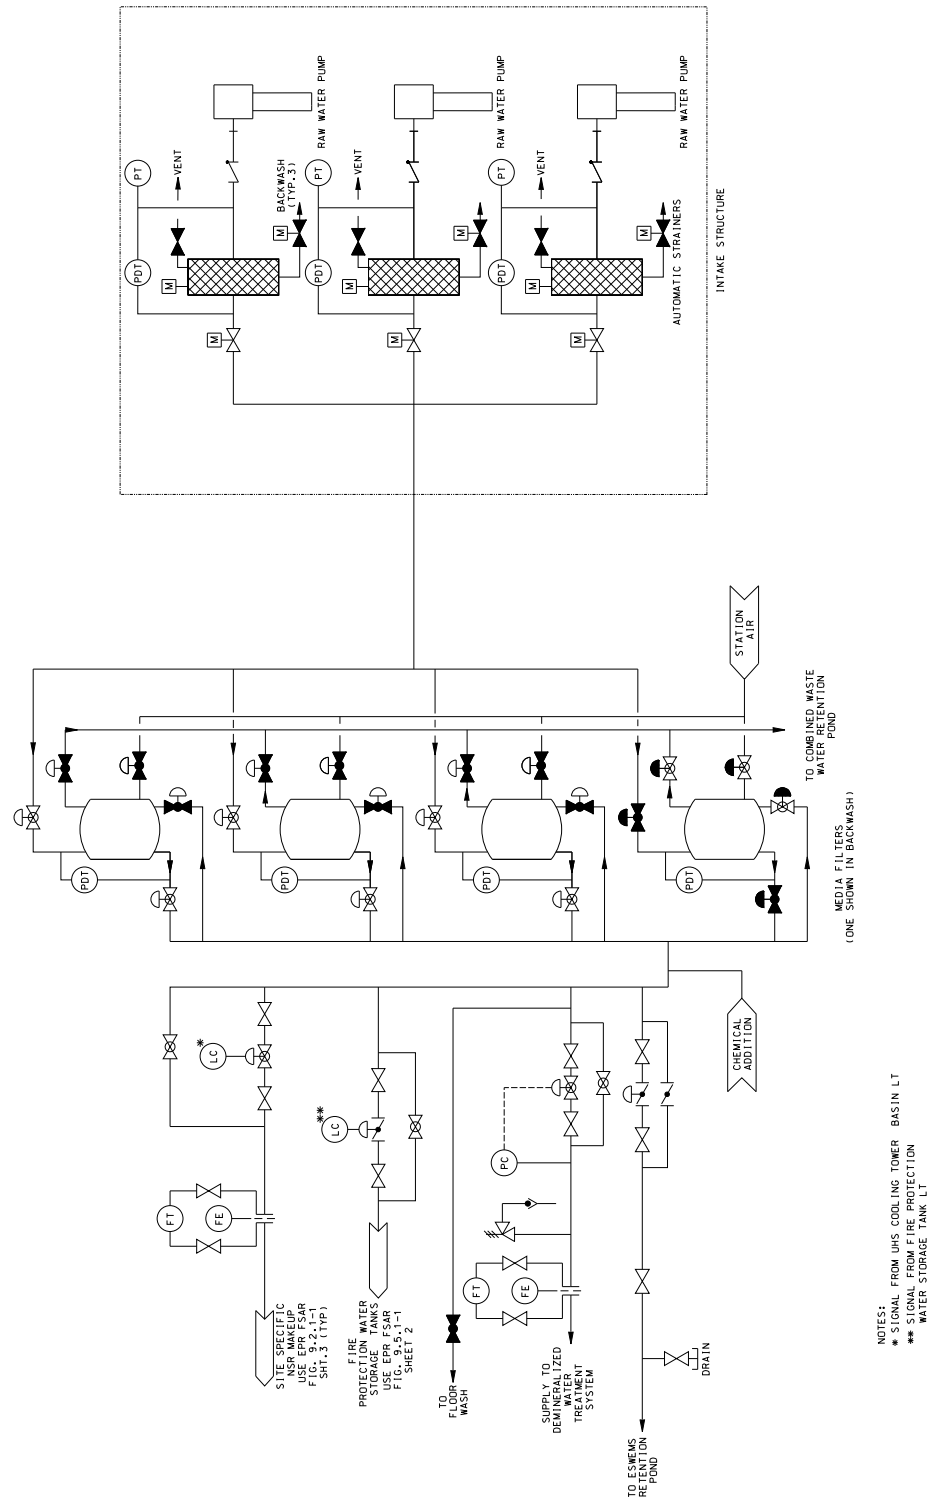 PT
VENT
RAW WATER PUMP
BACKWASH
(TYP.3)
M
PDT
M
M
PT
VENT
RAW WATER PUMP
M
PDT
M
M
PT
VENT
RAW WATER PUMP
M
PDT
M
M
AUTOMATIC STRAINERS
INTAKE STRUCTURE
STATION
AIR
TO COMBINED WASTE
WATER RETENTION
POND
PDT
PDT
PDT
PDT
MEDIA FILTERS
(ONE SHOWN IN BACKWASH)
CHEMICAL
ADDITION
*
LC
**
LC
PC
FT
FE
FT
FE
SITE SPECIFIC
NSR MAKEUP
USE EPR FSAR
FIG. 9.2.1-1
SHT.3 (TYP)
FIRE
PROTECTION WATER
STORAGE TANKS
USE EPR FSAR
FIG. 9.5.1-1
SHEET 2
TO
FLOOR
WASH
SUPPLY TO
DEMINERALIZED
WATER
TREATMENT
SYSTEM
DRAIN
TO ESWEMS
RETENTION
POND
NOTES:
* SIGNAL FROM UHS COOLING TOWER BASIN LT
** SIGNAL FROM FIRE PROTECTION
WATER STORAGE TANK LT